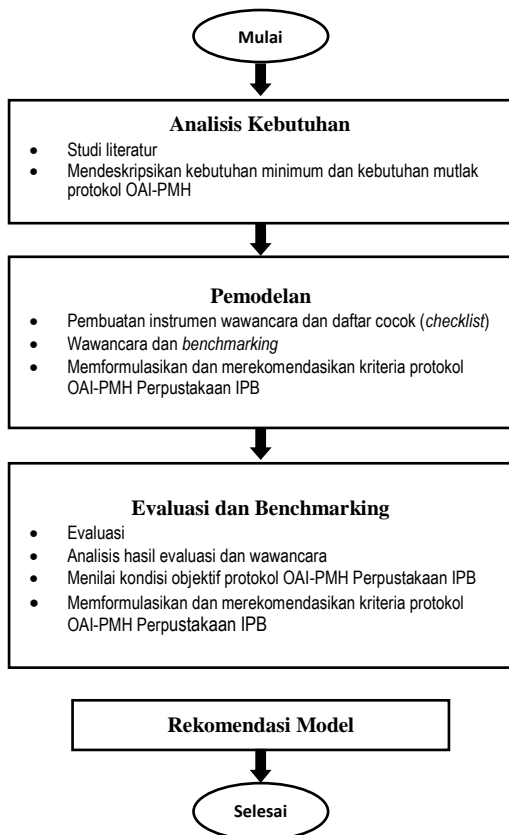 Mulai
Analisis Kebutuhan
• Studi literatur
• Mendeskripsikan kebutuhan minimum dan kebutuhan mutlak
protokol OAI-PMH
Pemodelan
• Pembuatan instrumen wawancara dan daftar cocok (checklist)
• Wawancara dan benchmarking
• Memformulasikan dan merekomendasikan kriteria protokol
OAI-PMH Perpustakaan IPB
Evaluasi dan Benchmarking
• Evaluasi
• Analisis hasil evaluasi dan wawancara
• Menilai kondisi objektif protokol OAI-PMH Perpustakaan IPB
• Memformulasikan dan merekomendasikan kriteria protokol
OAI-PMH Perpustakaan IPB
Rekomendasi Model
Selesai